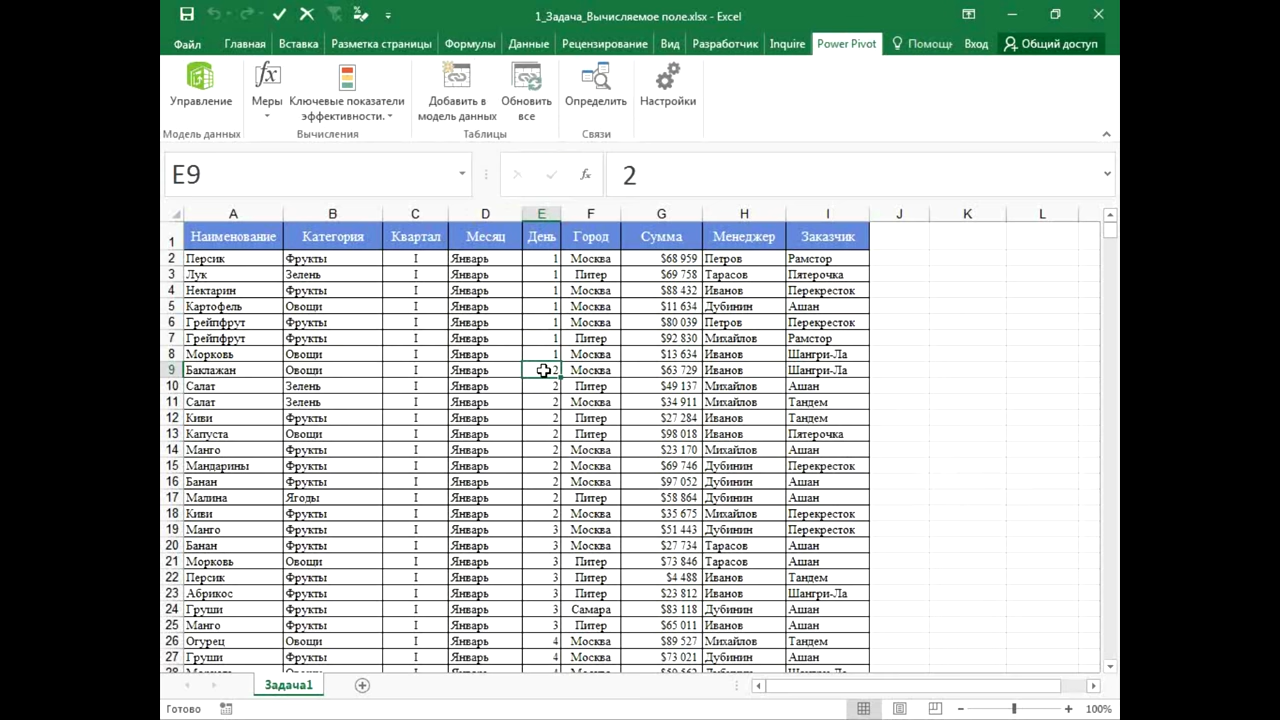 1_Задача_Вычисляемое поле.xlsx - Excel
Файл Главная Вставка Разметка страницы Формулы Данные Рецензирование Вид Разработчик Inquire Power Pivot Помощь Вход Общий доступ
Управление Меры Ключевые показатели эффективности. Добавить в модель данных Обновить все Определить Настройки
Модель данных Вычисления Таблицы Связи
E9 fx 2
A B C D E F G H I J K L
1 Наименование Категория Квартал Месяц День Город Сумма Менеджер Заказчик
2 Персик Фрукты I Январь 1 Москва $68 959 Петров Рамстор
3 Лук Зелень I Январь 1 Питер $69 758 Тарасов Пятерочка
4 Нектарин Фрукты I Январь 1 Москва $88 432 Иванов Перекресток
5 Картофель Овощи I Январь 1 Москва $11 634 Дубинин Ашан
6 Грейпфрут Фрукты I Январь 1 Москва $80 039 Петров Перекресток
7 Грейпфрут Фрукты I Январь 1 Питер $92 830 Михайлов Рамстор
8 Морковь Овощи I Январь 1 Москва $13 634 Иванов Шангри-Ла
9 Баклажан Овощи I Январь 2 Москва $63 729 Иванов Шангри-Ла
10 Салат Зелень I Январь 2 Питер $49 137 Михайлов Ашан
11 Салат Зелень I Январь 2 Москва $34 911 Михайлов Тандем
12 Киви Фрукты I Январь 2 Питер $27 284 Иванов Тандем
13 Капуста Овощи I Январь 2 Питер $98 018 Иванов Пятерочка
14 Манго Фрукты I Январь 2 Москва $23 170 Михайлов Ашан
15 Мандарины Фрукты I Январь 2 Москва $69 746 Дубинин Перекресток
16 Банан Фрукты I Январь 2 Москва $97 052 Дубинин Ашан
17 Малина Ягоды I Январь 2 Питер $58 864 Дубинин Ашан
18 Киви Фрукты I Январь 2 Москва $35 675 Михайлов Перекресток
19 Манго Фрукты I Январь 3 Москва $51 443 Дубинин Перекресток
20 Банан Фрукты I Январь 3 Москва $27 734 Тарасов Ашан
21 Морковь Овощи I Январь 3 Питер $73 846 Тарасов Ашан
22 Персик Фрукты I Январь 3 Питер $4 488 Иванов Тандем
23 Абрикос Фрукты I Январь 3 Питер $23 812 Иванов Шангри-Ла
24 Груши Фрукты I Январь 3 Самара $83 118 Дубинин Ашан
25 Манго Фрукты I Январь 3 Питер $65 011 Иванов Ашан
26 Огурец Овощи I Январь 4 Москва $89 527 Михайлов Тандем
27 Груши Фрукты I Январь 4 Москва $73 021 Дубинин Ашан
28
Задача1
Готово 100%